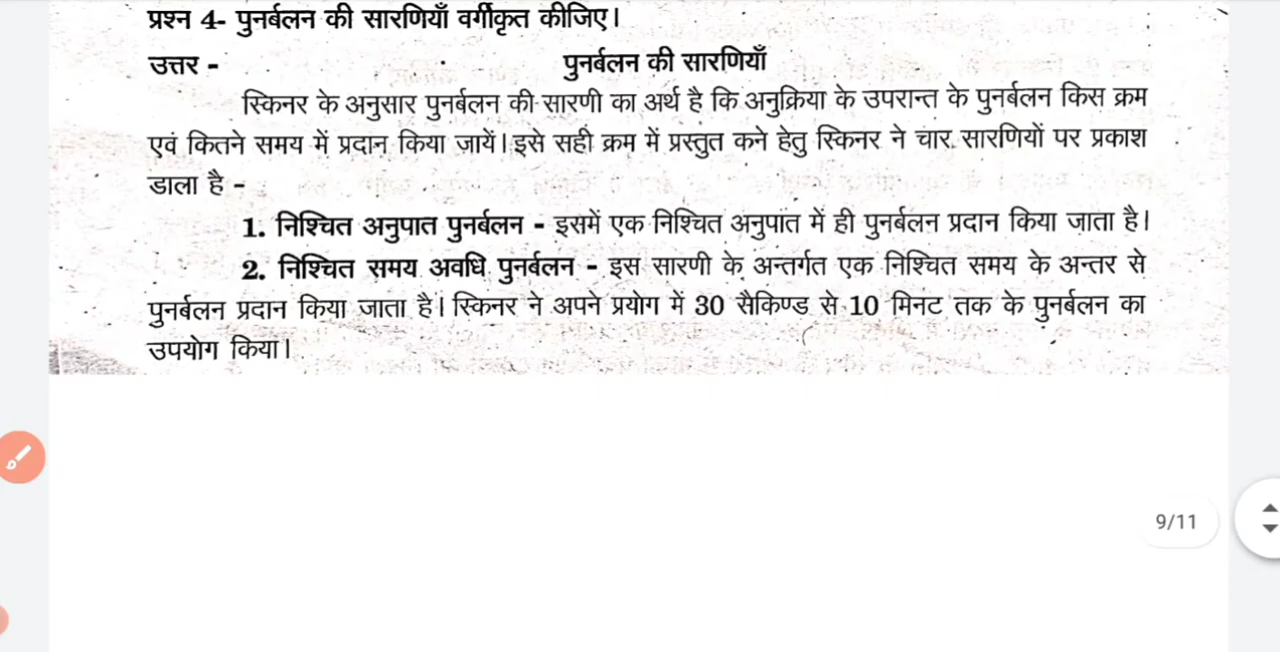 प्रश्न 4- पुनर्बलन की सारणियाँ वर्गीकृत कीजिए।
उत्तर -
पुनर्बलन की सारणियाँ
स्किनर के अनुसार पुनर्बलन की सारणी का अर्थ है कि अनुक्रिया के उपरान्त के पुनर्बलन किस क्रम
एवं कितने समय में प्रदान किया जायें। इसे सही क्रम में प्रस्तुत कने हेतु स्किनर ने चार सारणियों पर प्रकाश
डाला है -
1. निश्चित अनुपात पुनर्बलन - इसमें एक निश्चित अनुपात में ही पुनर्बलन प्रदान किया जाता है।
2. निश्चित समय अवधि पुनर्बलन - इस सारणी के अन्तर्गत एक निश्चित समय के अन्तर से
पुनर्बलन प्रदान किया जाता है। स्किनर ने अपने प्रयोग में 30 सैकिण्ड से 10 मिनट तक के पुनर्बलन का
उपयोग किया।
9/11